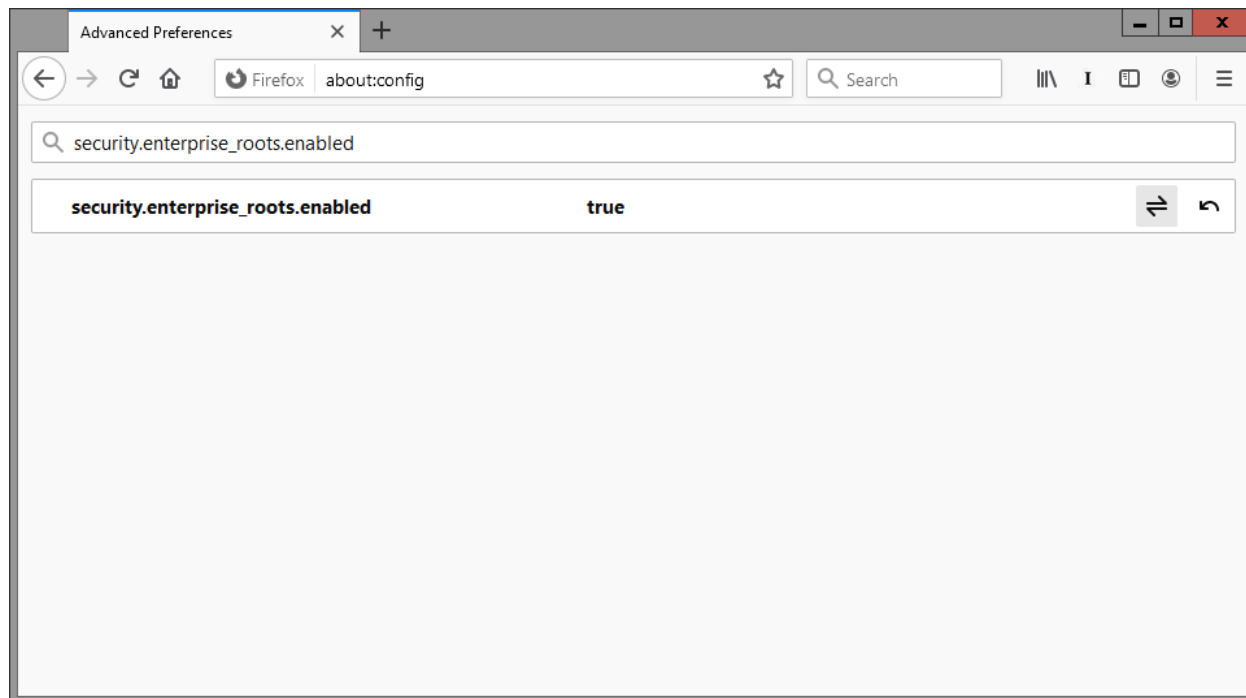 Advanced Preferences
Firefox about:config Search I
security.enterprise_roots.enabled
security.enterprise_roots.enabled true